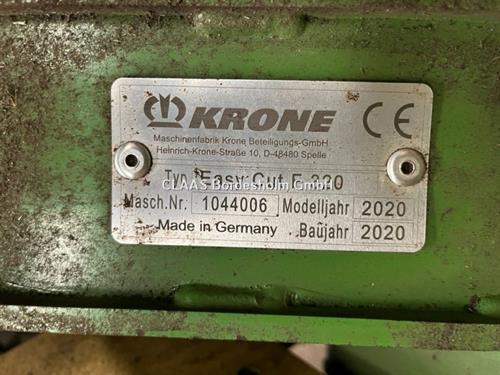 KRONE CE
Maschinenfabrik Krone Beteiligungs-GmbH
Heinrich-Krone-Straße 10, D-48480 Spelle
Typ Easy Cut F 320
CLAAS Bordesholm GmbH
Masch.Nr. 1044006 Modelljahr 2020
Made in Germany Baujahr 2020